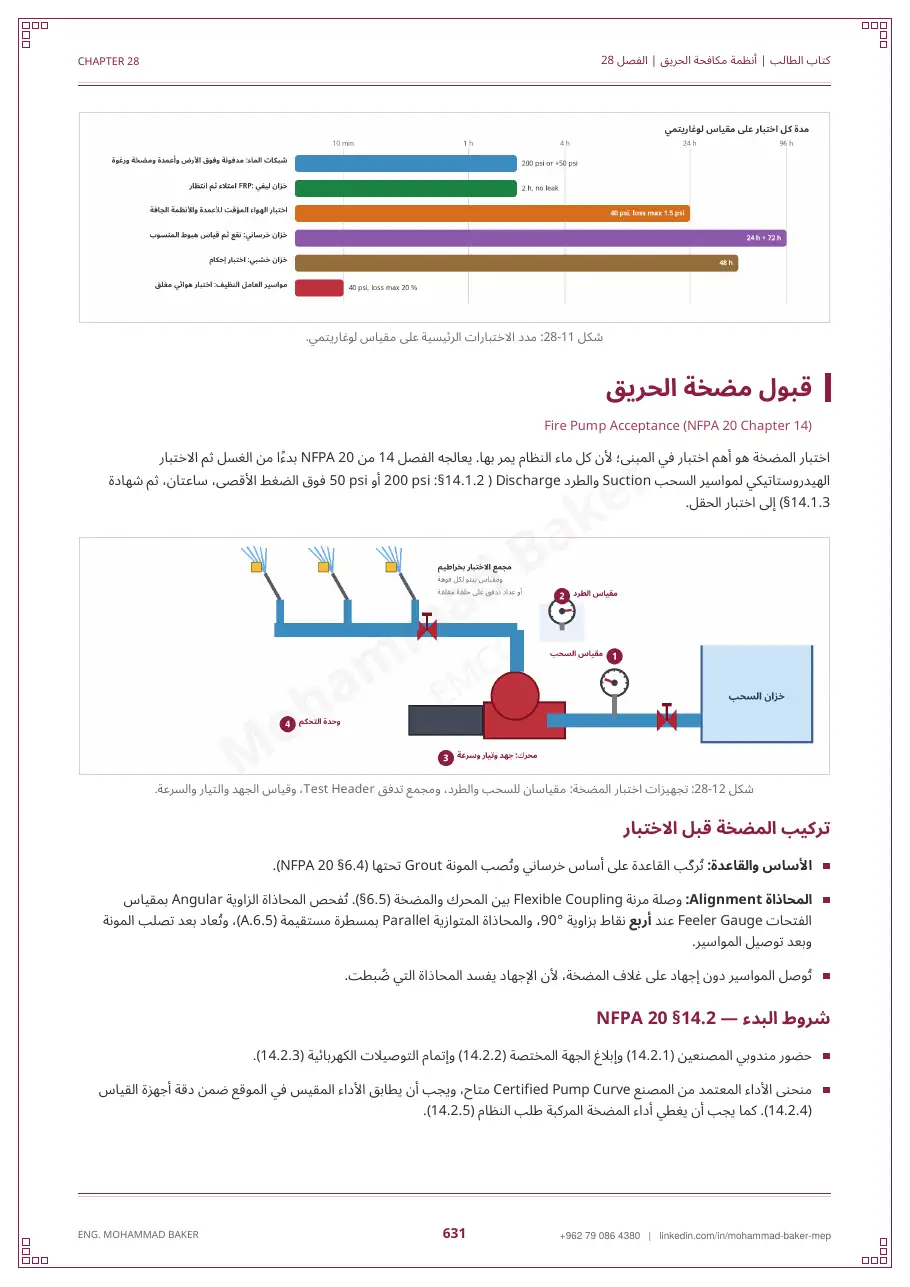 CHAPTER 28
كتاب الطالب | أنظمة مكافحة الحريق | الفصل 28
مدة كل اختبار على مقياس لوغاريتمي
10 min 1 h 4 h 24 h 96 h
شبكات الماء: مدفونة وفوق الأرض وأعمدة ومضخة ورغوة
200 psi or +50 psi
خزان ليفي FRP: امتلاء ثم انتظار
2 h, no leak
اختبار الهواء المؤقت للأعمدة والأنظمة الجافة
40 psi, loss max 1.5 psi
خزان خرساني: نقع ثم قياس هبوط المنسوب
24 h + 72 h
خزان خشبي: اختبار إحكام
48 h
مواسير العامل النظيف: اختبار هوائي مغلق
40 psi, loss max 20 %
شكل 11-28: مدد الاختبارات الرئيسية على مقياس لوغاريتمي.
قبول مضخة الحريق
Fire Pump Acceptance (NFPA 20 Chapter 14)
اختبار المضخة هو أهم اختبار في المبنى؛ لأن كل ماء النظام يمر بها. يعالجه الفصل 14 من NFPA 20 بدءًا من الغسل ثم الاختبار
الهيدروستاتيكي لمواسير السحب Suction والطرد Discharge ( §14.1.2: 200 psi أو 50 psi فوق الضغط الأقصى، ساعتان، ثم شهادة
§14.1.3) إلى اختبار الحقل.
مجمع الاختبار بخراطيم
ومقياس بيتو لكل فوهة
أو عداد تدفق على حلقة مغلقة
2 مقياس الطرد
1 مقياس السحب
خزان السحب
4 وحدة التحكم
3 محرك: جهد وتيار وسرعة
Mohammad Baker
EMC
شكل 12-28: تجهيزات اختبار المضخة: مقياسان للسحب والطرد، ومجمع تدفق Test Header، وقياس الجهد والتيار والسرعة.
تركيب المضخة قبل الاختبار
الأساس والقاعدة: تُركَّب القاعدة على أساس خرساني وتُصب المونة Grout تحتها (NFPA 20 §6.4).
المحاذاة Alignment: وصلة مرنة Flexible Coupling بين المحرك والمضخة (§6.5). تُفحص المحاذاة الزاوية Angular بمقياس
الفتحات Feeler Gauge عند أربع نقاط بزاوية 90°، والمحاذاة المتوازية Parallel بمسطرة مستقيمة (A.6.5)، وتُعاد بعد تصلب المونة
وبعد توصيل المواسير.
تُوصل المواسير دون إجهاد على غلاف المضخة، لأن الإجهاد يفسد المحاذاة التي ضُبطت.
شروط البدء — NFPA 20 §14.2
حضور مندوبي المصنعين (14.2.1) وإبلاغ الجهة المختصة (14.2.2) وإتمام التوصيلات الكهربائية (14.2.3).
منحنى الأداء المعتمد من المصنع Certified Pump Curve متاح، ويجب أن يطابق الأداء المقيس في الموقع ضمن دقة أجهزة القياس
(14.2.4). كما يجب أن يغطي أداء المضخة المركبة طلب النظام (14.2.5).
ENG. MOHAMMAD BAKER
631
+962 79 086 4380 | linkedin.com/in/mohammad-baker-mep